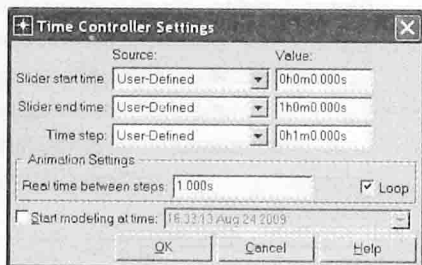 Time Controller Settings
Source: Value:
Slider start time: User-Defined 0h0m0.000s
Slider end time: User-Defined 1h0m0.000s
Time step: User-Defined 0h1m0.000s
Animation Settings
Real time between steps: 1.000s Loop
Start modeling at time: 16:33:13 Aug 24 2009
OK Cancel Help